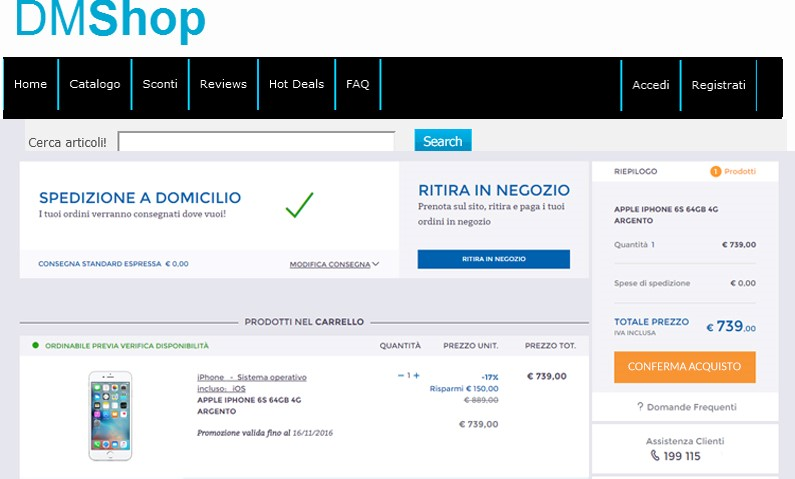 DMShop
Home
Catalogo
Sconti
Reviews
Hot Deals
FAQ
Accedi
Registrati
Cerca articoli!
Search
SPEDIZIONE A DOMICILIO
I tuoi ordini verranno consegnati dove vuoi!
CONSEGNA STANDARD ESPRESSA € 0,00
MODIFICA CONSEGNA
RITIRA IN NEGOZIO
Prenota sul sito, ritira e paga i tuoi
ordini in negozio
RITIRA IN NEGOZIO
RIEPILOGO
1 Prodotti
APPLE IPHONE 6S 64GB 4G
ARGENTO
Quantità 1 € 739,00
Spese di spedizione € 0.00
TOTALE PREZZO € 739,00
IVA INCLUSA
CONFERMA ACQUISTO
? Domande Frequenti
Assistenza Clienti
199 115
PRODOTTI NEL CARRELLO
ORDINABILE PREVIA VERIFICA DISPONIBILITÀ
QUANTITÀ
PREZZO UNIT.
PREZZO TOT.
iPhone - Sistema operativo
incluso: iOS
APPLE IPHONE 6S 64GB 4G
ARGENTO
Promozione valida fino al 16/11/2016
− 1 +
-17%
Risparmi € 150,00
€ 889,00
€ 739,00
€ 739,00